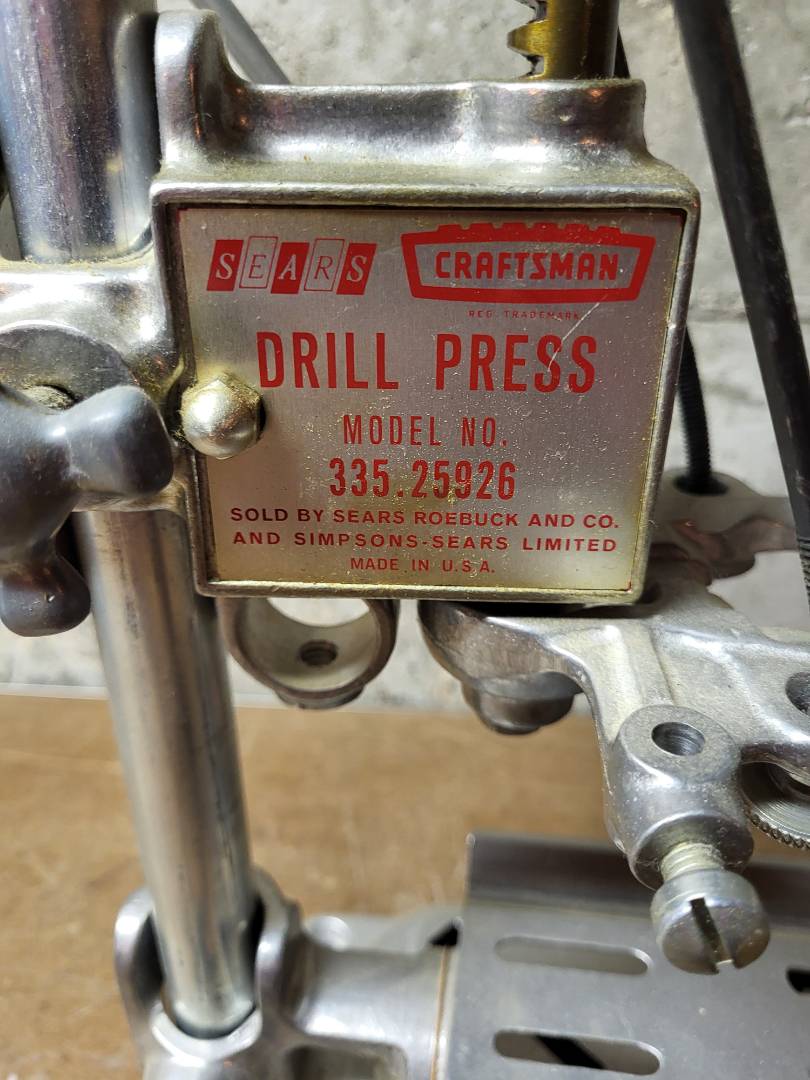 SEARS CRAFTSMAN
REG. TRADEMARK
DRILL PRESS
MODEL NO.
335.25926
SOLD BY SEARS ROEBUCK AND CO.
AND SIMPSONS-SEARS LIMITED
MADE IN U.S.A.